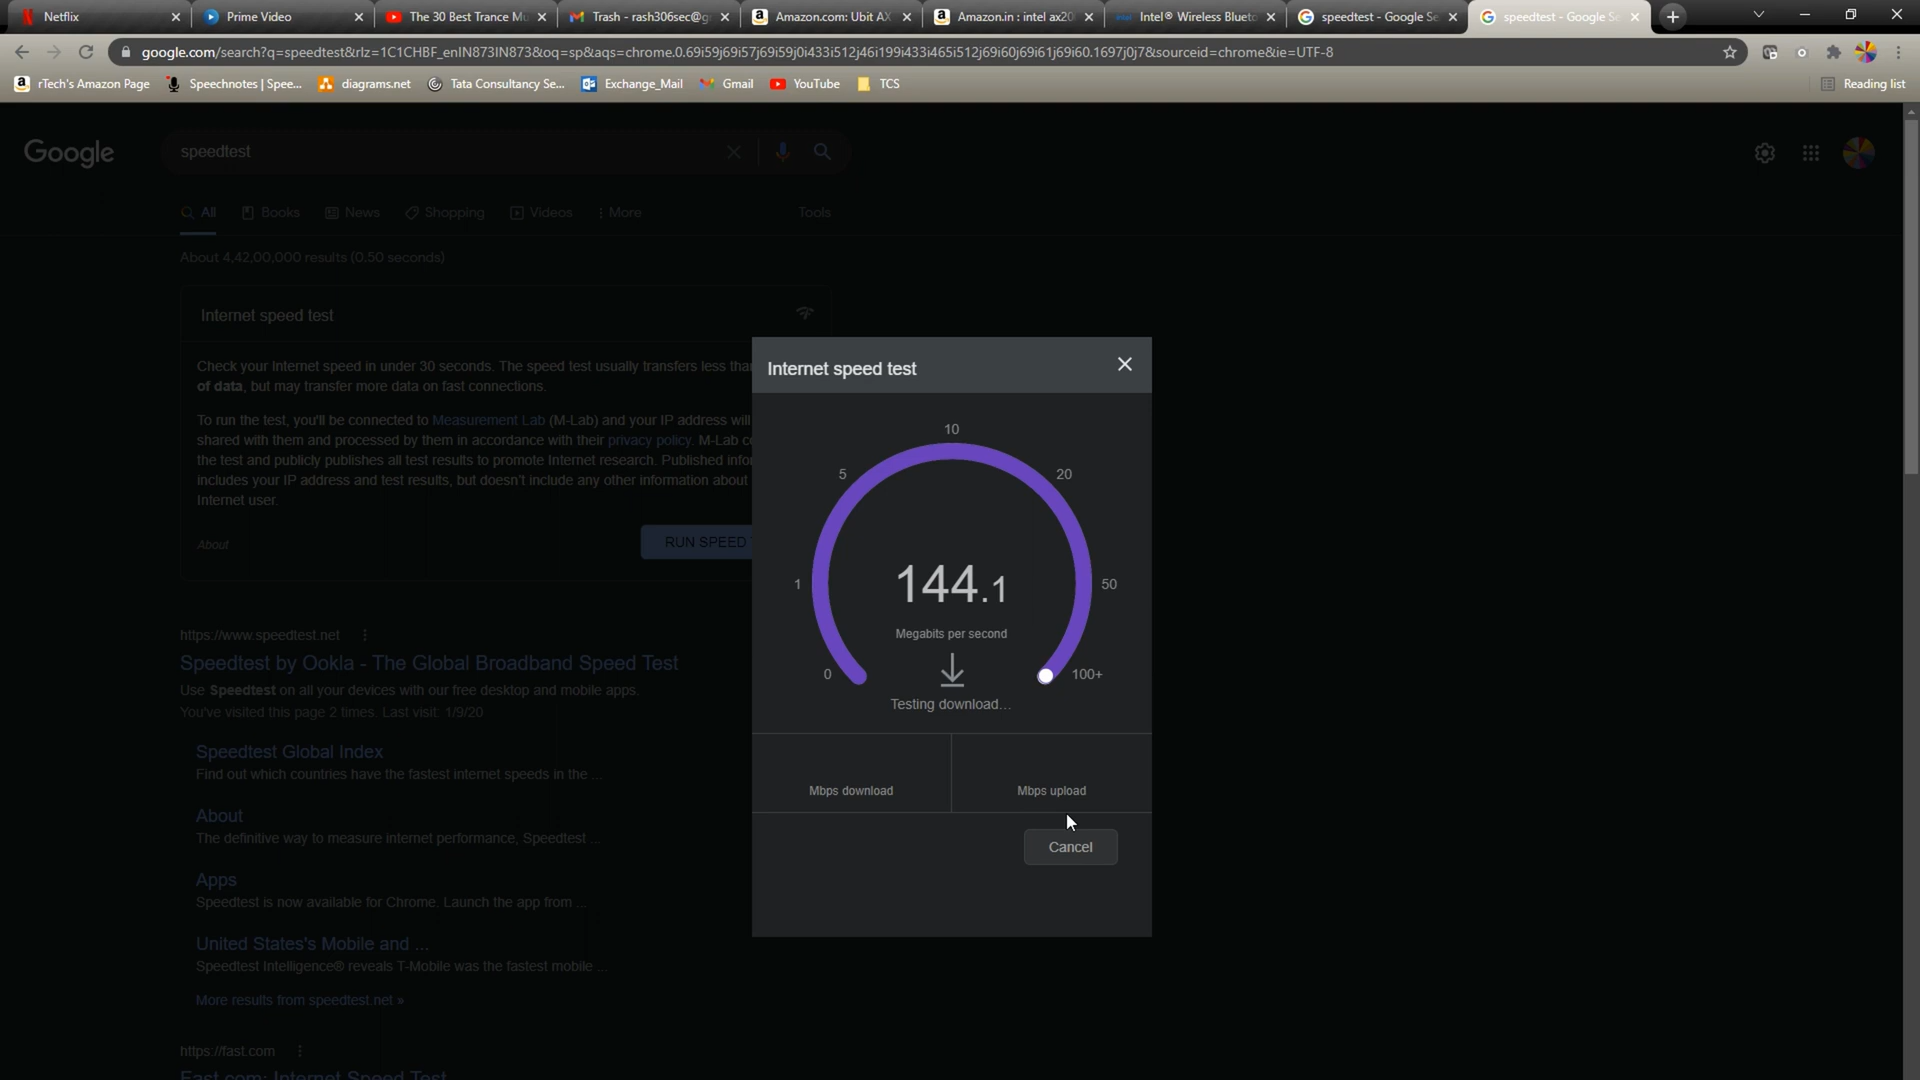 Netflix
Prime Video
The 30 Best Trance Mu
Trash - rash306sec@g
Amazon.com: Ubit AX
Amazon.in : intel ax20
intel Intel® Wireless Blueto
speedtest - Google Se
speedtest - Google Se
google.com/search?q=speedtest&rlz=1C1CHBF_enIN873IN873&oq=sp&aqs=chrome.0.69i59j69i57j69i59j0i433i512j46i199i433i465i512j69i60j69i61j69i60.1697j0j7&sourceid=chrome&ie=UTF-8
rTech's Amazon Page
Speechnotes | Spee...
diagrams.net
Tata Consultancy Se...
Exchange_Mail
Gmail
YouTube
TCS
Reading list
Google
speedtest
All
Books
News
Shopping
Videos
More
Tools
About 4,42,00,000 results (0.50 seconds)
Internet speed test
Check your Internet speed in under 30 seconds. The speed test usually transfers less tha
of data, but may transfer more data on fast connections.
To run the test, you'll be connected to Measurement Lab (M-Lab) and your IP address will
shared with them and processed by them in accordance with their privacy policy. M-Lab c
the test and publicly publishes all test results to promote Internet research. Published info
includes your IP address and test results, but doesn't include any other information about
Internet user.
About
RUN SPEED
https://www.speedtest.net
Speedtest by Ookla - The Global Broadband Speed Test
Use Speedtest on all your devices with our free desktop and mobile apps.
You've visited this page 2 times. Last visit: 1/9/20
Speedtest Global Index
Find out which countries have the fastest internet speeds in the ...
About
The definitive way to measure internet performance, Speedtest ...
Apps
Speedtest is now available for Chrome. Launch the app from ...
United States's Mobile and ...
Speedtest Intelligence® reveals T-Mobile was the fastest mobile ...
More results from speedtest.net »
https://fast.com
Fast.com: Internet Speed Test
Internet speed test
10
5
20
1
50
144.1
Megabits per second
0
100+
Testing download...
Mbps download
Mbps upload
Cancel